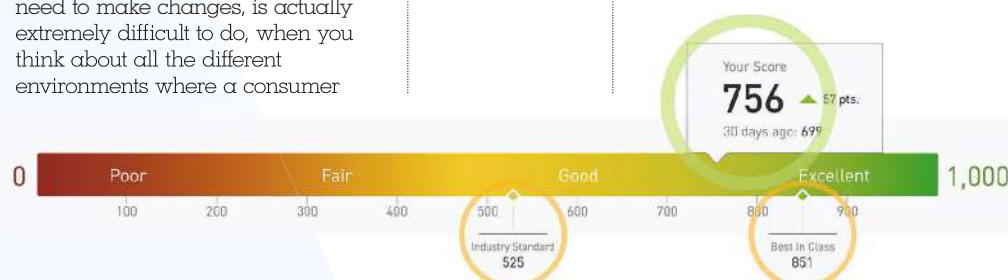 need to make changes, is actually
extremely difficult to do, when you
think about all the different
environments where a consumer
Your Score
756 57 pts.
30 days ago: 699
0 Poor Fair Good Excellent 1,000
100 200 300 400 500 600 700 800 900
Industry Standard
525
Best In Class
851